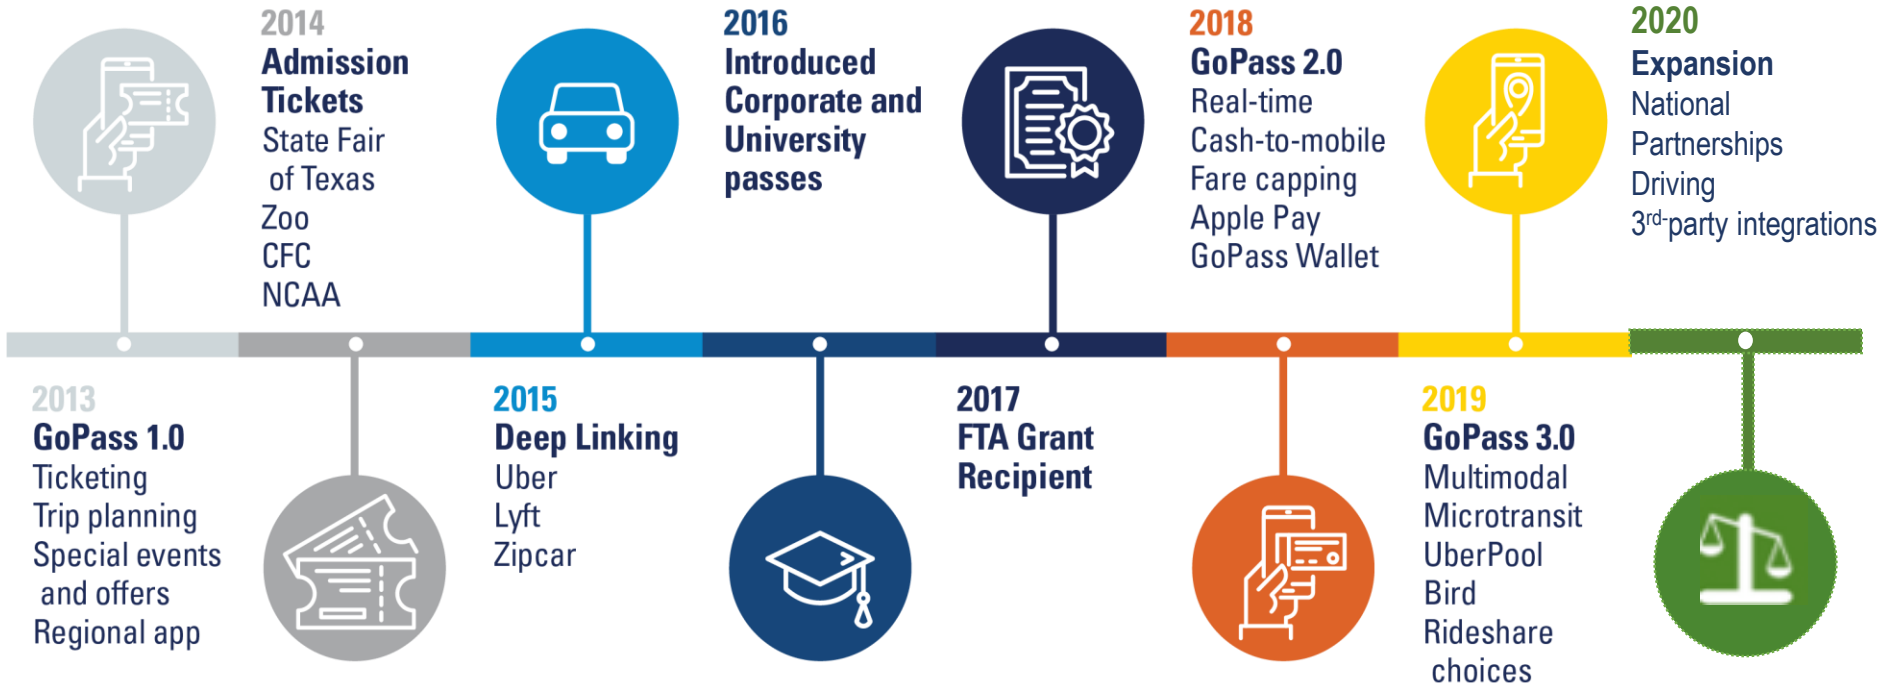 2014
Admission
Tickets
State Fair
of Texas
Zoo
CFC
NCAA
2016
Introduced
Corporate and
University
passes
2018
GoPass 2.0
Real-time
Cash-to-mobile
Fare capping
Apple Pay
GoPass Wallet
2020
Expansion
National
Partnerships
Driving
3rd-party integrations
2013
GoPass 1.0
Ticketing
Trip planning
Special events
and offers
Regional app
2015
Deep Linking
Uber
Lyft
Zipcar
2017
FTA Grant
Recipient
2019
GoPass 3.0
Multimodal
Microtransit
UberPool
Bird
Rideshare
choices